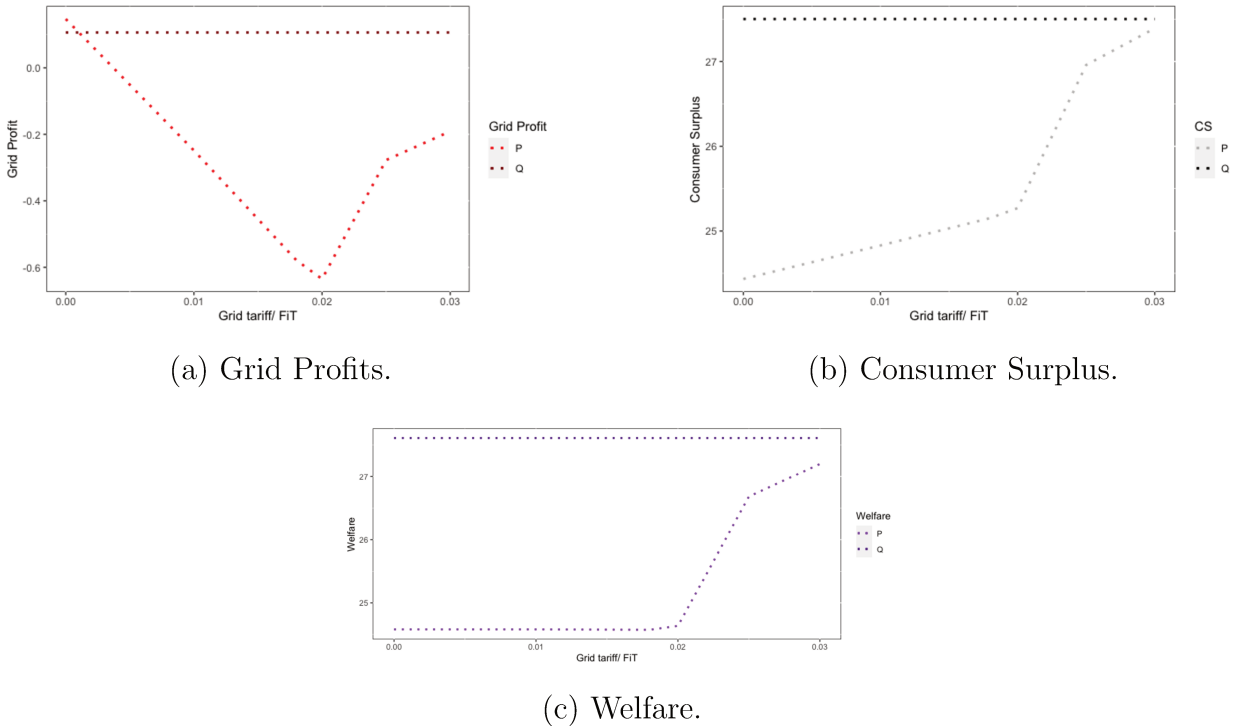 Grid Profit
0.0
-0.2
-0.4
-0.6
0.00 0.01 0.02 0.03
Grid tariff/ FiT
Grid Profit
P
Q
(a) Grid Profits.
Consumer Surplus
27
26
25
0.00 0.01 0.02 0.03
Grid tariff/ FiT
CS
P
Q
(b) Consumer Surplus.
Welfare
27
26
25
0.00 0.01 0.02 0.03
Grid tariff/ FiT
Welfare
P
Q
(c) Welfare.